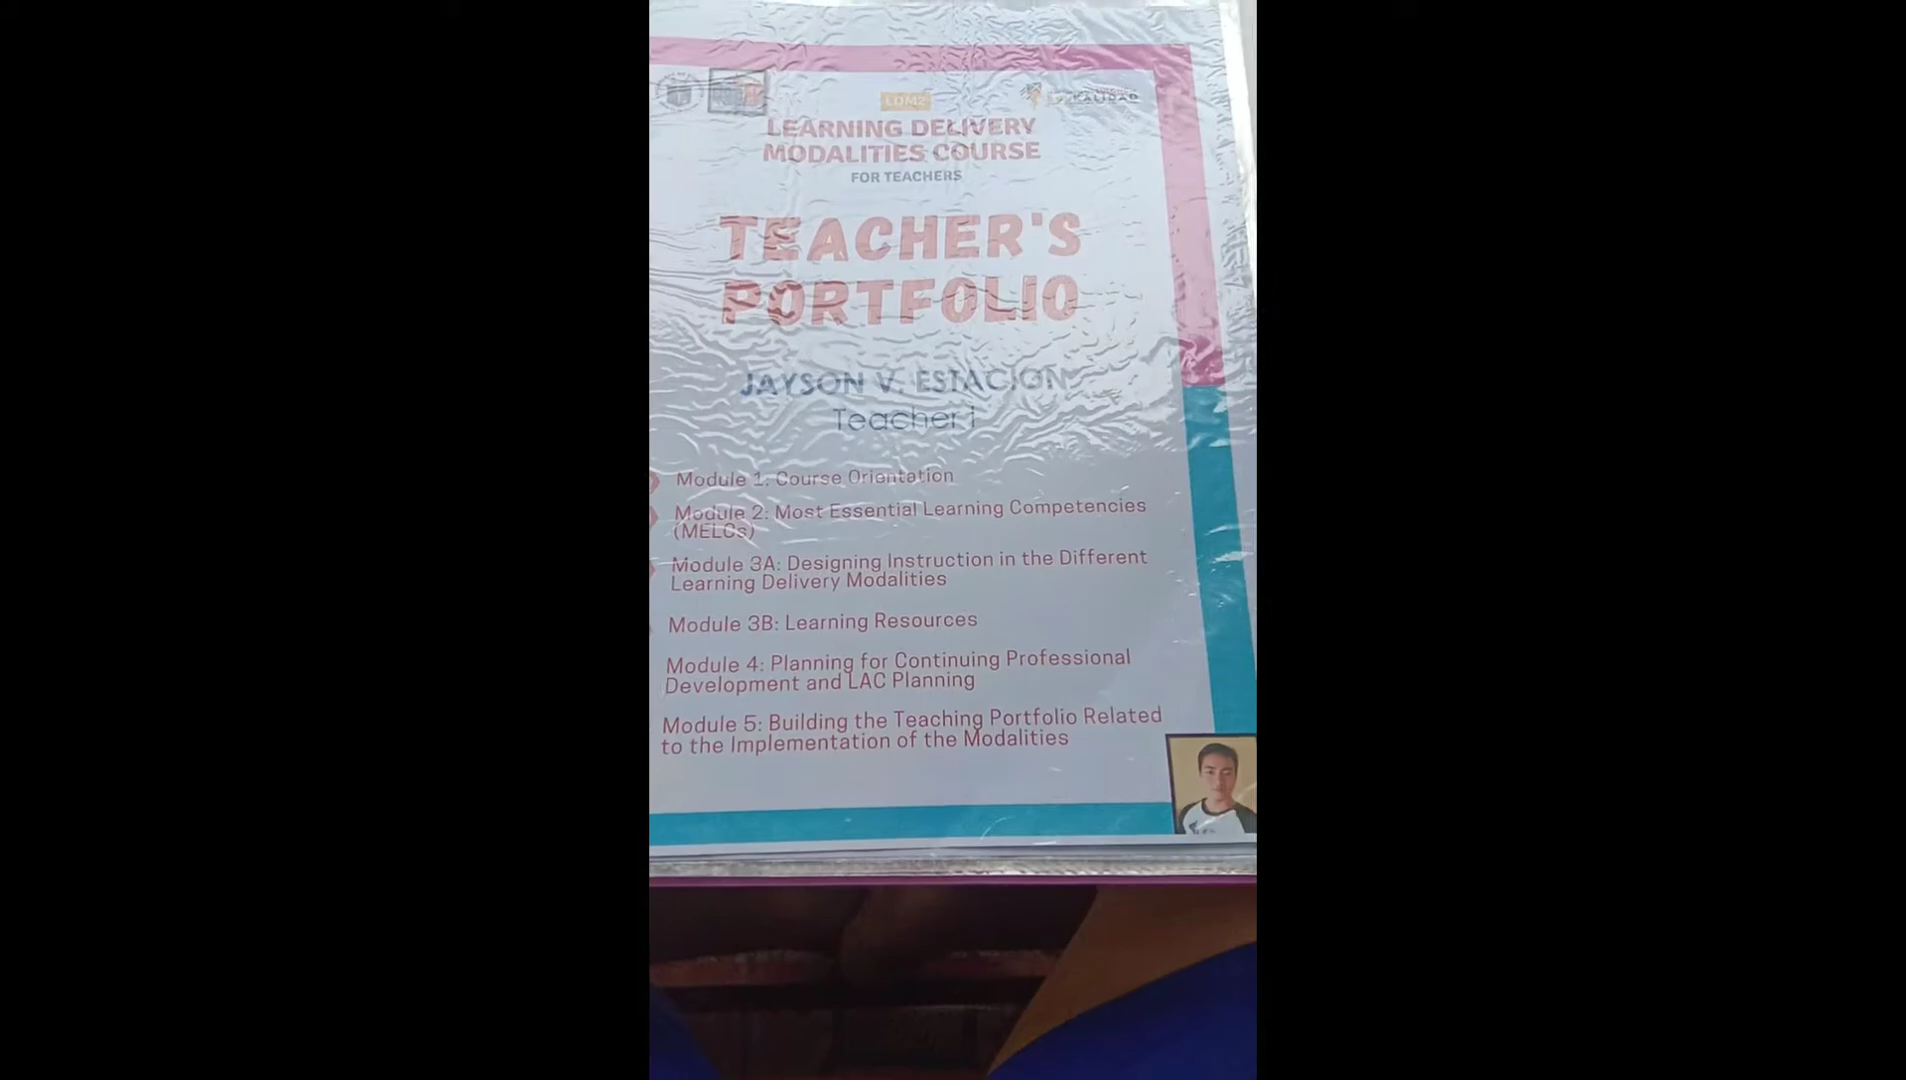 LDM2
LEARNING DELIVERY
MODALITIES COURSE
FOR TEACHERS
TEACHER'S
PORTFOLIO
JAYSON V. ESTACION
Teacher I
Module 1: Course Orientation
Module 2: Most Essential Learning Competencies
(MELCs)
Module 3A: Designing Instruction in the Different
Learning Delivery Modalities
Module 3B: Learning Resources
Module 4: Planning for Continuing Professional
Development and LAC Planning
Module 5: Building the Teaching Portfolio Related
to the Implementation of the Modalities